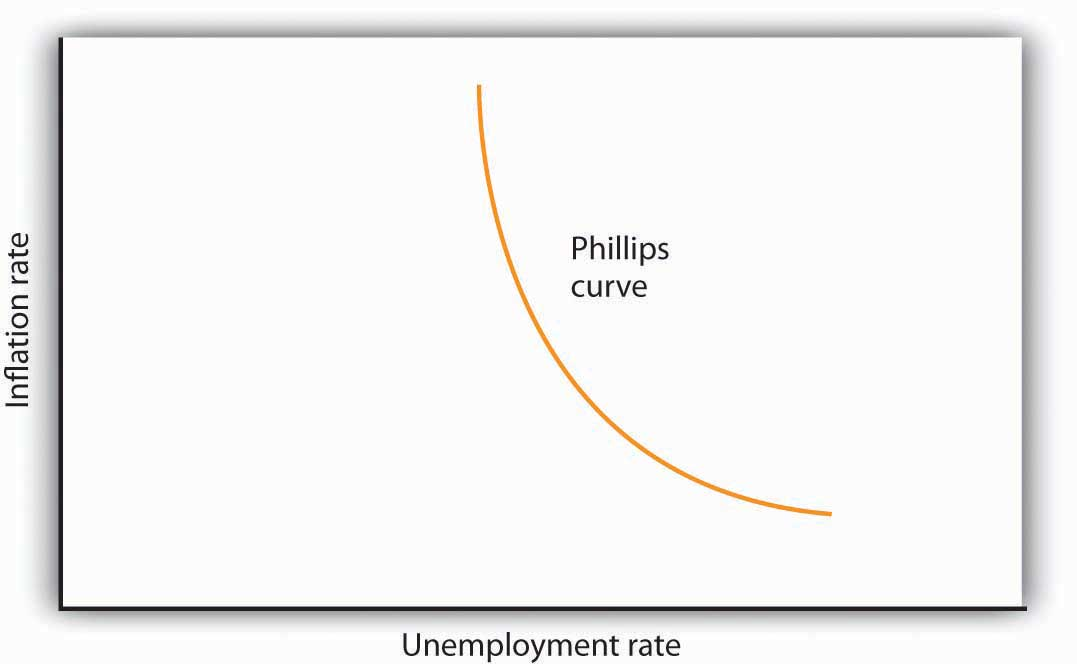 Inflation rate
Phillips
curve
Unemployment rate